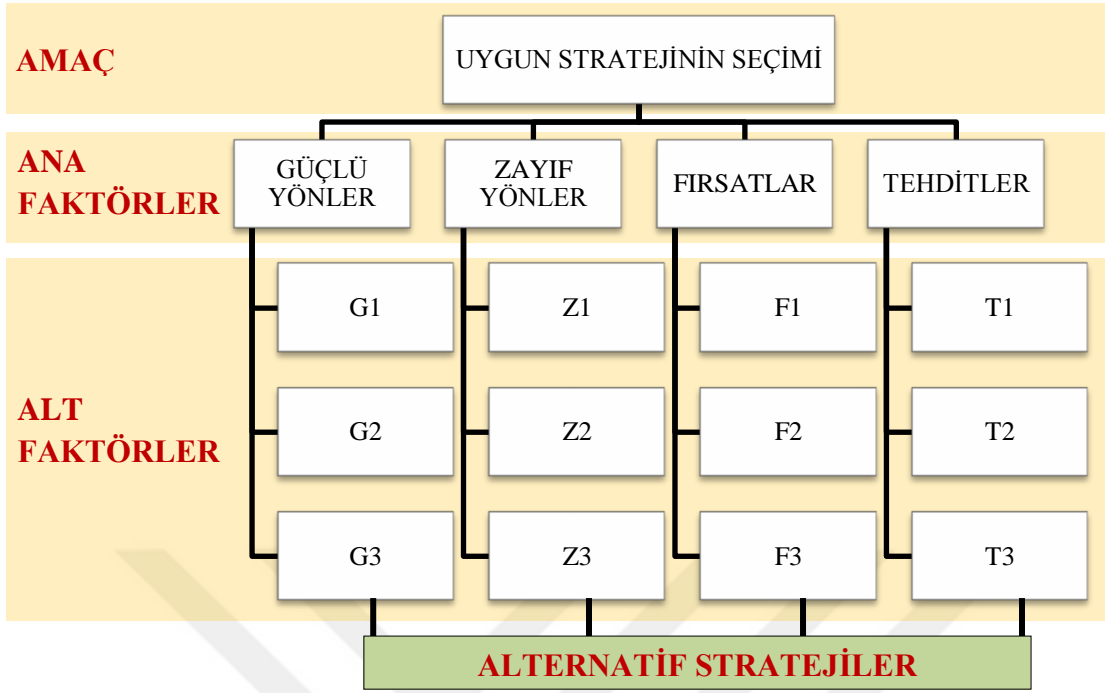 AMAÇ
UYGUN STRATEJİNİN SEÇİMİ
ANA
FAKTÖRLER
GÜÇLÜ
YÖNLER
ZAYIF
YÖNLER
FIRSATLAR
TEHDİTLER
ALT
FAKTÖRLER
G1
Z1
F1
T1
G2
Z2
F2
T2
G3
Z3
F3
T3
ALTERNATİF STRATEJİLER